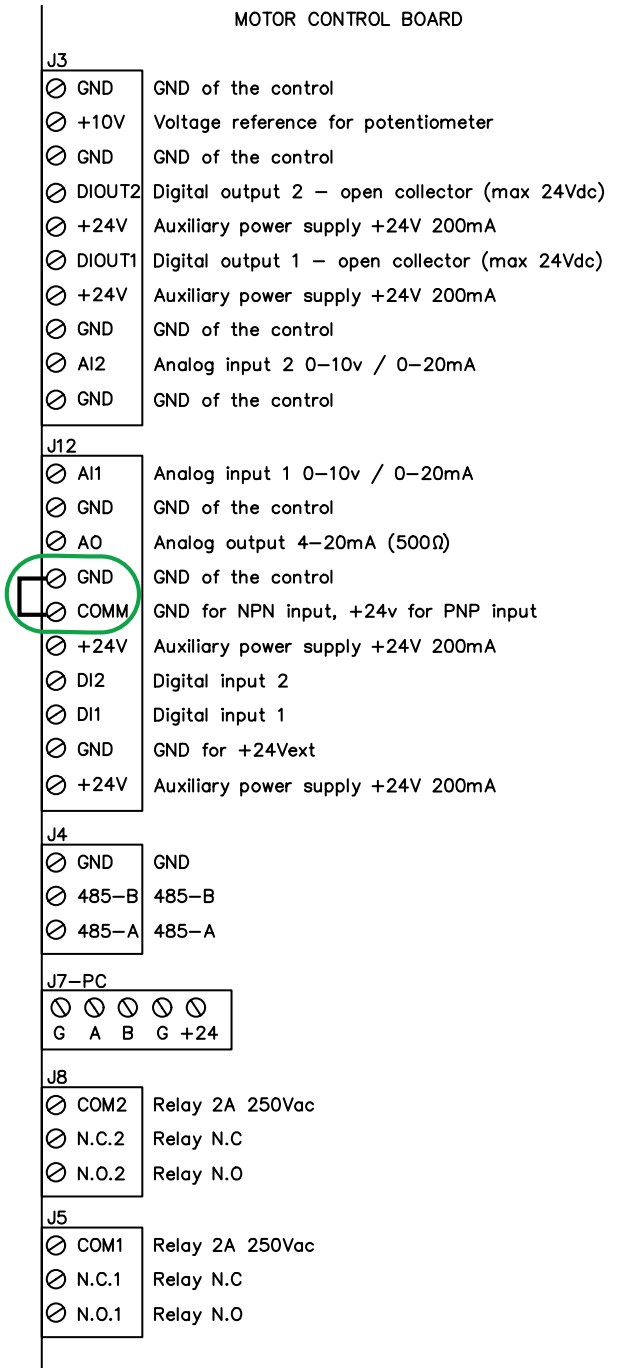 MOTOR CONTROL BOARD
J3
GND GND of the control
+10V Voltage reference for potentiometer
GND GND of the control
DIOUT2 Digital output 2 – open collector (max 24Vdc)
+24V Auxiliary power supply +24V 200mA
DIOUT1 Digital output 1 – open collector (max 24Vdc)
+24V Auxiliary power supply +24V 200mA
GND GND of the control
AI2 Analog input 2 0–10v / 0–20mA
GND GND of the control
J12
AI1 Analog input 1 0–10v / 0–20mA
GND GND of the control
AO Analog output 4–20mA (500Ω)
GND GND of the control
COMM GND for NPN input, +24v for PNP input
+24V Auxiliary power supply +24V 200mA
DI2 Digital input 2
DI1 Digital input 1
GND GND for +24Vext
+24V Auxiliary power supply +24V 200mA
J4
GND GND
485–B 485–B
485–A 485–A
J7–PC
G A B G +24
J8
COM2 Relay 2A 250Vac
N.C.2 Relay N.C
N.O.2 Relay N.O
J5
COM1 Relay 2A 250Vac
N.C.1 Relay N.C
N.O.1 Relay N.O